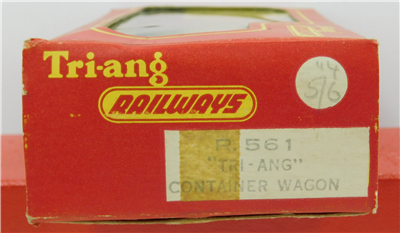 Tri-ang
RAILWAYS
"4
5/6
R.561
"TRI-ANG"
CONTAINER WAGON